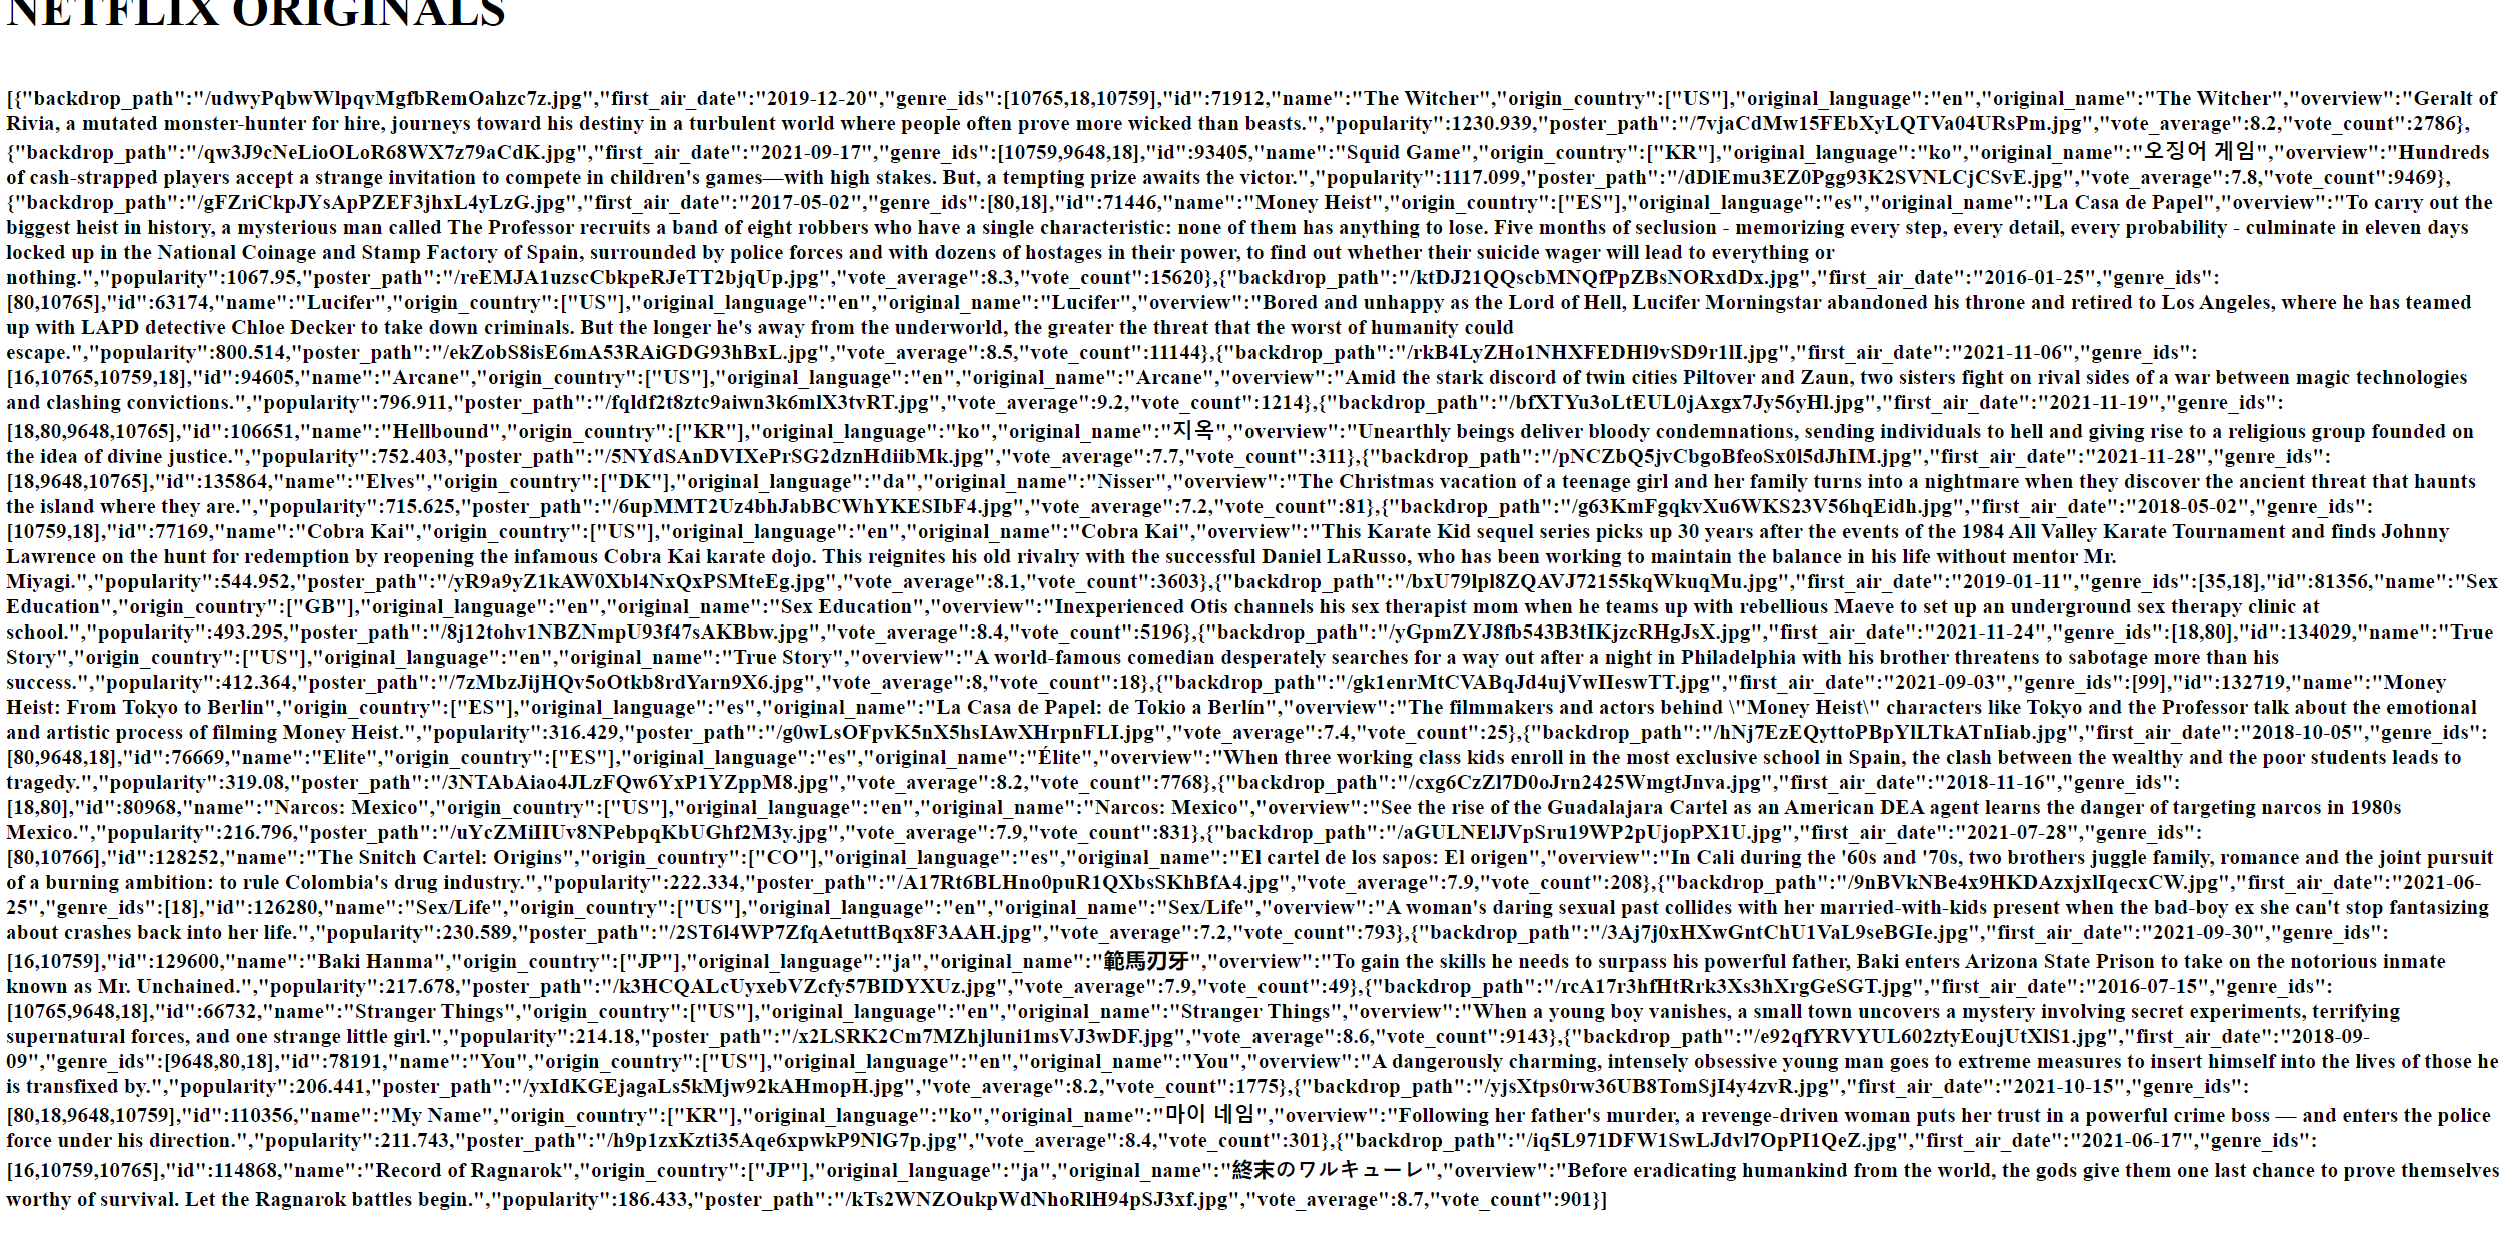 NETFLIX ORIGINALS
[{"backdrop_path":"/udwyPqbwWlpqvMgfbRemOahzc7z.jpg","first_air_date":"2019-12-20","genre_ids":[10765,18,10759],"id":71912,"name":"The Witcher","origin_country":["US"],"original_language":"en","original_name":"The Witcher","overview":"Geralt of
Rivia, a mutated monster-hunter for hire, journeys toward his destiny in a turbulent world where people often prove more wicked than beasts.","popularity":1230.939,"poster_path":"/7vjaCdMw15FEbXyLQTVa04URsPm.jpg","vote_average":8.2,"vote_count":2786},
{"backdrop_path":"/qw3J9cNeLioOLoR68WX7z79aCdK.jpg","first_air_date":"2021-09-17","genre_ids":[10759,9648,18],"id":93405,"name":"Squid Game","origin_country":["KR"],"original_language":"ko","original_name":"오징어 게임","overview":"Hundreds
of cash-strapped players accept a strange invitation to compete in children's games—with high stakes. But, a tempting prize awaits the victor.","popularity":1117.099,"poster_path":"/dDlEmu3EZ0Pgg93K2SVNLCjCSvE.jpg","vote_average":7.8,"vote_count":9469},
{"backdrop_path":"/gFZriCkpJYsApPZEF3jhxL4yLzG.jpg","first_air_date":"2017-05-02","genre_ids":[80,18],"id":71446,"name":"Money Heist","origin_country":["ES"],"original_language":"es","original_name":"La Casa de Papel","overview":"To carry out the
biggest heist in history, a mysterious man called The Professor recruits a band of eight robbers who have a single characteristic: none of them has anything to lose. Five months of seclusion - memorizing every step, every detail, every probability - culminate in eleven days
locked up in the National Coinage and Stamp Factory of Spain, surrounded by police forces and with dozens of hostages in their power, to find out whether their suicide wager will lead to everything or
nothing.","popularity":1067.95,"poster_path":"/reEMJA1uzscCbkpeRJeTT2bjqUp.jpg","vote_average":8.3,"vote_count":15620},{"backdrop_path":"/ktDJ21QQscbMNQfPpZBsNORxdDx.jpg","first_air_date":"2016-01-25","genre_ids":
[80,10765],"id":63174,"name":"Lucifer","origin_country":["US"],"original_language":"en","original_name":"Lucifer","overview":"Bored and unhappy as the Lord of Hell, Lucifer Morningstar abandoned his throne and retired to Los Angeles, where he has teamed
up with LAPD detective Chloe Decker to take down criminals. But the longer he's away from the underworld, the greater the threat that the worst of humanity could
escape.","popularity":800.514,"poster_path":"/ekZobS8isE6mA53RAiGDG93hBxL.jpg","vote_average":8.5,"vote_count":11144},{"backdrop_path":"/rkB4LyZHo1NHXFEDHl9vSD9r1lI.jpg","first_air_date":"2021-11-06","genre_ids":
[16,10765,10759,18],"id":94605,"name":"Arcane","origin_country":["US"],"original_language":"en","original_name":"Arcane","overview":"Amid the stark discord of twin cities Piltover and Zaun, two sisters fight on rival sides of a war between magic technologies
and clashing convictions.","popularity":796.911,"poster_path":"/fqldf2t8ztc9aiwn3k6mlX3tvRT.jpg","vote_average":9.2,"vote_count":1214},{"backdrop_path":"/bfXTYu3oLtEUL0jAxgx7Jy56yHl.jpg","first_air_date":"2021-11-19","genre_ids":
[18,80,9648,10765],"id":106651,"name":"Hellbound","origin_country":["KR"],"original_language":"ko","original_name":"지옥","overview":"Unearthly beings deliver bloody condemnations, sending individuals to hell and giving rise to a religious group founded on
the idea of divine justice.","popularity":752.403,"poster_path":"/5NYdSAnDVIXePrSG2dznHdiibMk.jpg","vote_average":7.7,"vote_count":311},{"backdrop_path":"/pNCZbQ5jvCbgoBfeoSx0l5dJhIM.jpg","first_air_date":"2021-11-28","genre_ids":
[18,9648,10765],"id":135864,"name":"Elves","origin_country":["DK"],"original_language":"da","original_name":"Nisser","overview":"The Christmas vacation of a teenage girl and her family turns into a nightmare when they discover the ancient threat that haunts
the island where they are.","popularity":715.625,"poster_path":"/6upMMT2Uz4bhJabBCWhYKESIbF4.jpg","vote_average":7.2,"vote_count":81},{"backdrop_path":"/g63KmFgqkvXu6WKS23V56hqEidh.jpg","first_air_date":"2018-05-02","genre_ids":
[10759,18],"id":77169,"name":"Cobra Kai","origin_country":["US"],"original_language":"en","original_name":"Cobra Kai","overview":"This Karate Kid sequel series picks up 30 years after the events of the 1984 All Valley Karate Tournament and finds Johnny
Lawrence on the hunt for redemption by reopening the infamous Cobra Kai karate dojo. This reignites his old rivalry with the successful Daniel LaRusso, who has been working to maintain the balance in his life without mentor Mr.
Miyagi.","popularity":544.952,"poster_path":"/yR9a9yZ1kAW0Xbl4NxQxPSMteEg.jpg","vote_average":8.1,"vote_count":3603},{"backdrop_path":"/bxU79lpl8ZQAVJ72155kqWkuqMu.jpg","first_air_date":"2019-01-11","genre_ids":[35,18],"id":81356,"name":"Sex
Education","origin_country":["GB"],"original_language":"en","original_name":"Sex Education","overview":"Inexperienced Otis channels his sex therapist mom when he teams up with rebellious Maeve to set up an underground sex therapy clinic at
school.","popularity":493.295,"poster_path":"/8j12tohv1NBZNmpU93f47sAKBbw.jpg","vote_average":8.4,"vote_count":5196},{"backdrop_path":"/yGpmZYJ8fb543B3tIKjzcRHgJsX.jpg","first_air_date":"2021-11-24","genre_ids":[18,80],"id":134029,"name":"True
Story","origin_country":["US"],"original_language":"en","original_name":"True Story","overview":"A world-famous comedian desperately searches for a way out after a night in Philadelphia with his brother threatens to sabotage more than his
success.","popularity":412.364,"poster_path":"/7zMbzJijHQv5oOtkb8rdYarn9X6.jpg","vote_average":8,"vote_count":18},{"backdrop_path":"/gk1enrMtCVABqJd4ujVwIIeswTT.jpg","first_air_date":"2021-09-03","genre_ids":[99],"id":132719,"name":"Money
Heist: From Tokyo to Berlin","origin_country":["ES"],"original_language":"es","original_name":"La Casa de Papel: de Tokio a Berlín","overview":"The filmmakers and actors behind \"Money Heist\" characters like Tokyo and the Professor talk about the emotional
and artistic process of filming Money Heist.","popularity":316.429,"poster_path":"/g0wLsOFpvK5nX5hsIAwXHrpnFLI.jpg","vote_average":7.4,"vote_count":25},{"backdrop_path":"/hNj7EzEQyttoPBpYlLTkATnIiab.jpg","first_air_date":"2018-10-05","genre_ids":
[80,9648,18],"id":76669,"name":"Elite","origin_country":["ES"],"original_language":"es","original_name":"Élite","overview":"When three working class kids enroll in the most exclusive school in Spain, the clash between the wealthy and the poor students leads to
tragedy.","popularity":319.08,"poster_path":"/3NTAbAiao4JLzFQw6YxP1YZppM8.jpg","vote_average":8.2,"vote_count":7768},{"backdrop_path":"/cxg6CzZl7D0oJrn2425WmgtJnva.jpg","first_air_date":"2018-11-16","genre_ids":
[18,80],"id":80968,"name":"Narcos: Mexico","origin_country":["US"],"original_language":"en","original_name":"Narcos: Mexico","overview":"See the rise of the Guadalajara Cartel as an American DEA agent learns the danger of targeting narcos in 1980s
Mexico.","popularity":216.796,"poster_path":"/uYcZMiIIUv8NPebpqKbUGhf2M3y.jpg","vote_average":7.9,"vote_count":831},{"backdrop_path":"/aGULNElJVpSru19WP2pUjopPX1U.jpg","first_air_date":"2021-07-28","genre_ids":
[80,10766],"id":128252,"name":"The Snitch Cartel: Origins","origin_country":["CO"],"original_language":"es","original_name":"El cartel de los sapos: El origen","overview":"In Cali during the '60s and '70s, two brothers juggle family, romance and the joint pursuit
of a burning ambition: to rule Colombia's drug industry.","popularity":222.334,"poster_path":"/A17Rt6BLHno0puR1QXbsSKhBfA4.jpg","vote_average":7.9,"vote_count":208},{"backdrop_path":"/9nBVkNBe4x9HKDAzxjxlIqecxCW.jpg","first_air_date":"2021-06-
25","genre_ids":[18],"id":126280,"name":"Sex/Life","origin_country":["US"],"original_language":"en","original_name":"Sex/Life","overview":"A woman's daring sexual past collides with her married-with-kids present when the bad-boy ex she can't stop fantasizing
about crashes back into her life.","popularity":230.589,"poster_path":"/2ST6l4WP7ZfqAetuttBqx8F3AAH.jpg","vote_average":7.2,"vote_count":793},{"backdrop_path":"/3Aj7j0xHXwGntChU1VaL9seBGIe.jpg","first_air_date":"2021-09-30","genre_ids":
[16,10759],"id":129600,"name":"Baki Hanma","origin_country":["JP"],"original_language":"ja","original_name":"範馬刃牙","overview":"To gain the skills he needs to surpass his powerful father, Baki enters Arizona State Prison to take on the notorious inmate
known as Mr. Unchained.","popularity":217.678,"poster_path":"/k3HCQALcUyxebVZcfy57BIDYXUz.jpg","vote_average":7.9,"vote_count":49},{"backdrop_path":"/rcA17r3hfHtRrk3Xs3hXrgGeSGT.jpg","first_air_date":"2016-07-15","genre_ids":
[10765,9648,18],"id":66732,"name":"Stranger Things","origin_country":["US"],"original_language":"en","original_name":"Stranger Things","overview":"When a young boy vanishes, a small town uncovers a mystery involving secret experiments, terrifying
supernatural forces, and one strange little girl.","popularity":214.18,"poster_path":"/x2LSRK2Cm7MZhjluni1msVJ3wDF.jpg","vote_average":8.6,"vote_count":9143},{"backdrop_path":"/e92qfYRVYUL602ztyEoujUtXlS1.jpg","first_air_date":"2018-09-
09","genre_ids":[9648,80,18],"id":78191,"name":"You","origin_country":["US"],"original_language":"en","original_name":"You","overview":"A dangerously charming, intensely obsessive young man goes to extreme measures to insert himself into the lives of those he
is transfixed by.","popularity":206.441,"poster_path":"/yxIdKGEjagaLs5kMjw92kAHmopH.jpg","vote_average":8.2,"vote_count":1775},{"backdrop_path":"/yjsXtps0rw36UB8TomSjI4y4zvR.jpg","first_air_date":"2021-10-15","genre_ids":
[80,18,9648,10759],"id":110356,"name":"My Name","origin_country":["KR"],"original_language":"ko","original_name":"마이 네임","overview":"Following her father's murder, a revenge-driven woman puts her trust in a powerful crime boss — and enters the police
force under his direction.","popularity":211.743,"poster_path":"/h9p1zxKzti35Aqe6xpwkP9NlG7p.jpg","vote_average":8.4,"vote_count":301},{"backdrop_path":"/iq5L971DFW1SwLJdvl7OpPI1QeZ.jpg","first_air_date":"2021-06-17","genre_ids":
[16,10759,10765],"id":114868,"name":"Record of Ragnarok","origin_country":["JP"],"original_language":"ja","original_name":"終末のワルキューレ","overview":"Before eradicating humankind from the world, the gods give them one last chance to prove themselves
worthy of survival. Let the Ragnarok battles begin.","popularity":186.433,"poster_path":"/kTs2WNZOukpWdNhoRlH94pSJ3xf.jpg","vote_average":8.7,"vote_count":901}]